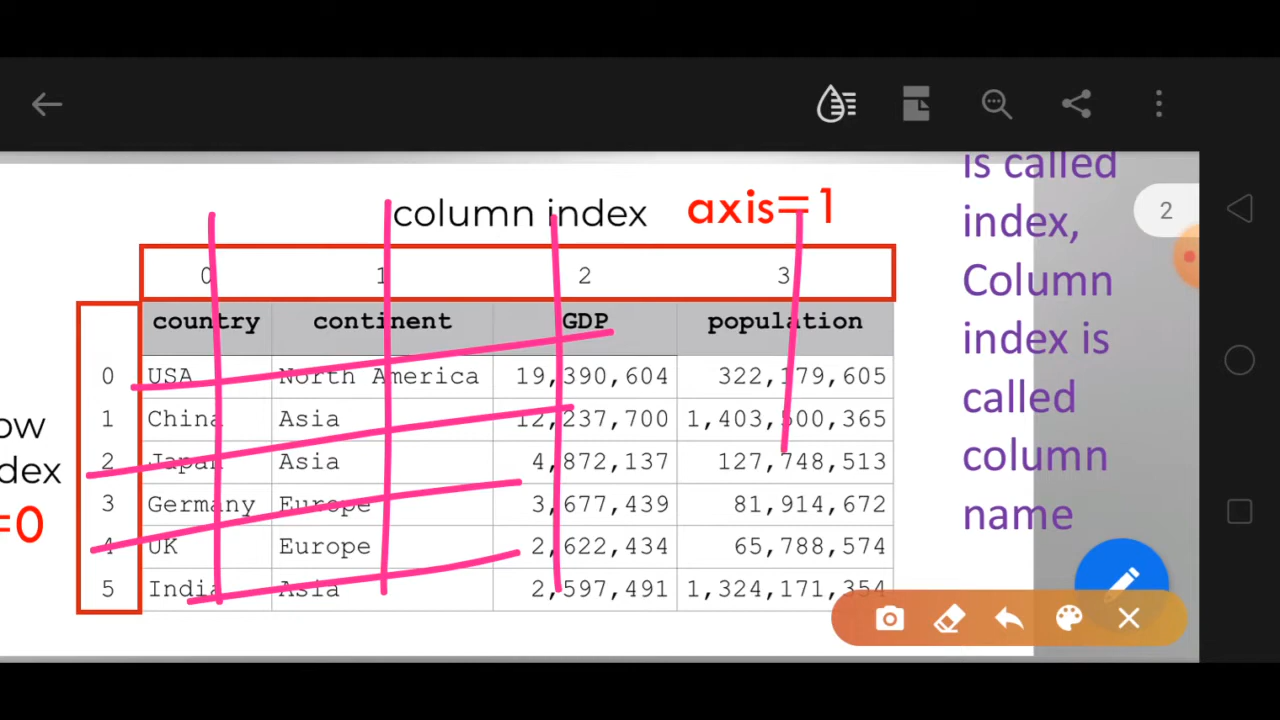 is called
2
column index axis=1
index,
0 1 2 3
Column
country continent GDP population
index is
0 USA North America 19,390,604 322,179,605
called
1 China Asia 12,237,700 1,403,500,365
ow
column
2 Japan Asia 4,872,137 127,748,513
dex
name
3 Germany Europe 3,677,439 81,914,672
=0
4 UK Europe 2,622,434 65,788,574
5 India Asia 2,597,491 1,324,171,354